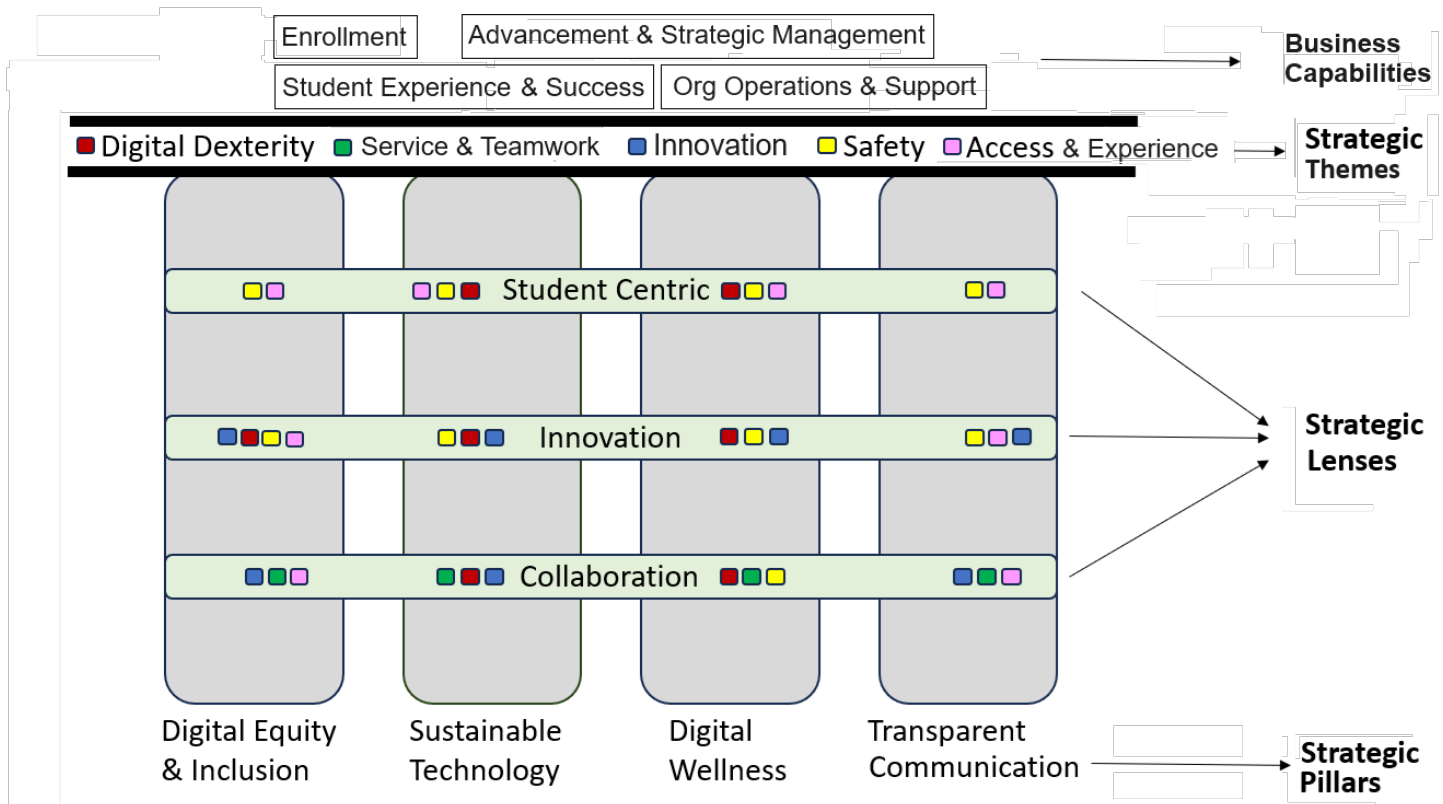 Enrollment
Advancement & Strategic Management
Business
Capabilities
Student Experience & Success
Org Operations & Support
Digital Dexterity
Service & Teamwork
Innovation
Safety
Access & Experience
Strategic
Themes
Student Centric
Innovation
Strategic
Lenses
Collaboration
Digital Equity
& Inclusion
Sustainable
Technology
Digital
Wellness
Transparent
Communication
Strategic
Pillars